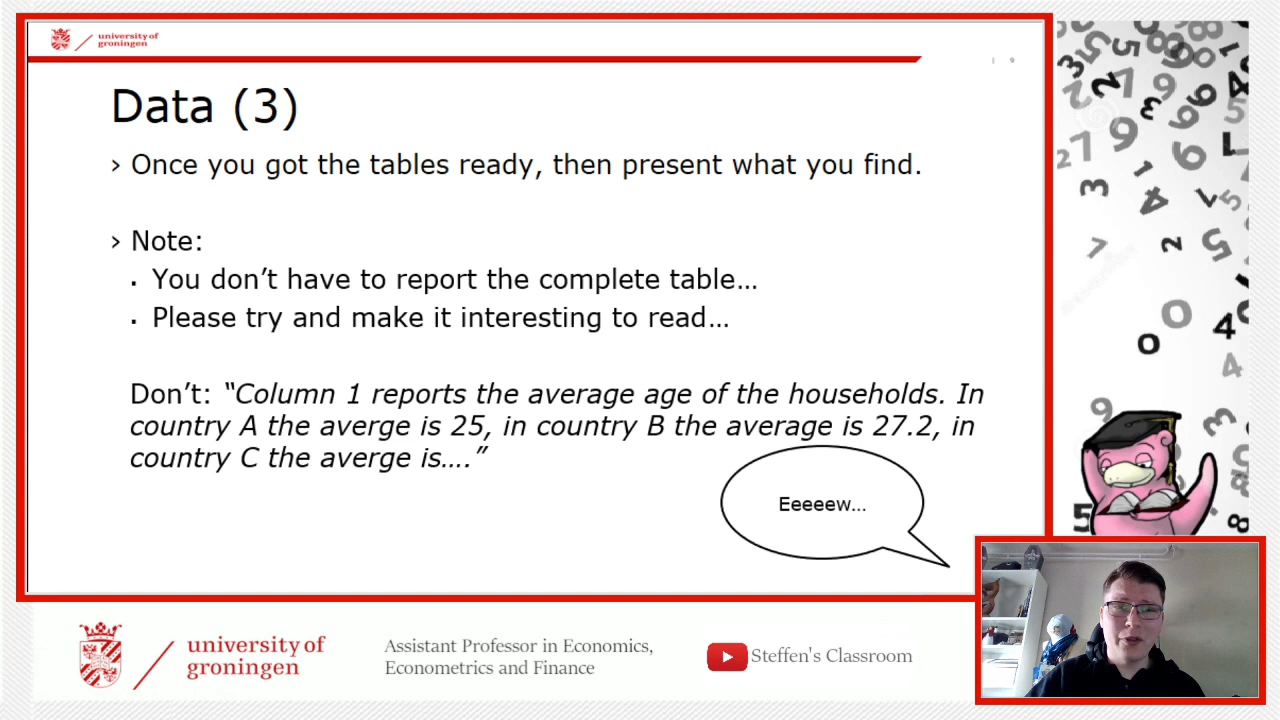 university of
groningen
Data (3)
› Once you got the tables ready, then present what you find.
› Note:
▪ You don’t have to report the complete table…
▪ Please try and make it interesting to read…
Don’t: “Column 1 reports the average age of the households. In
country A the averge is 25, in country B the average is 27.2, in
country C the averge is….”
Eeeeew…
university of
groningen
Assistant Professor in Economics,
Econometrics and Finance
Steffen's Classroom